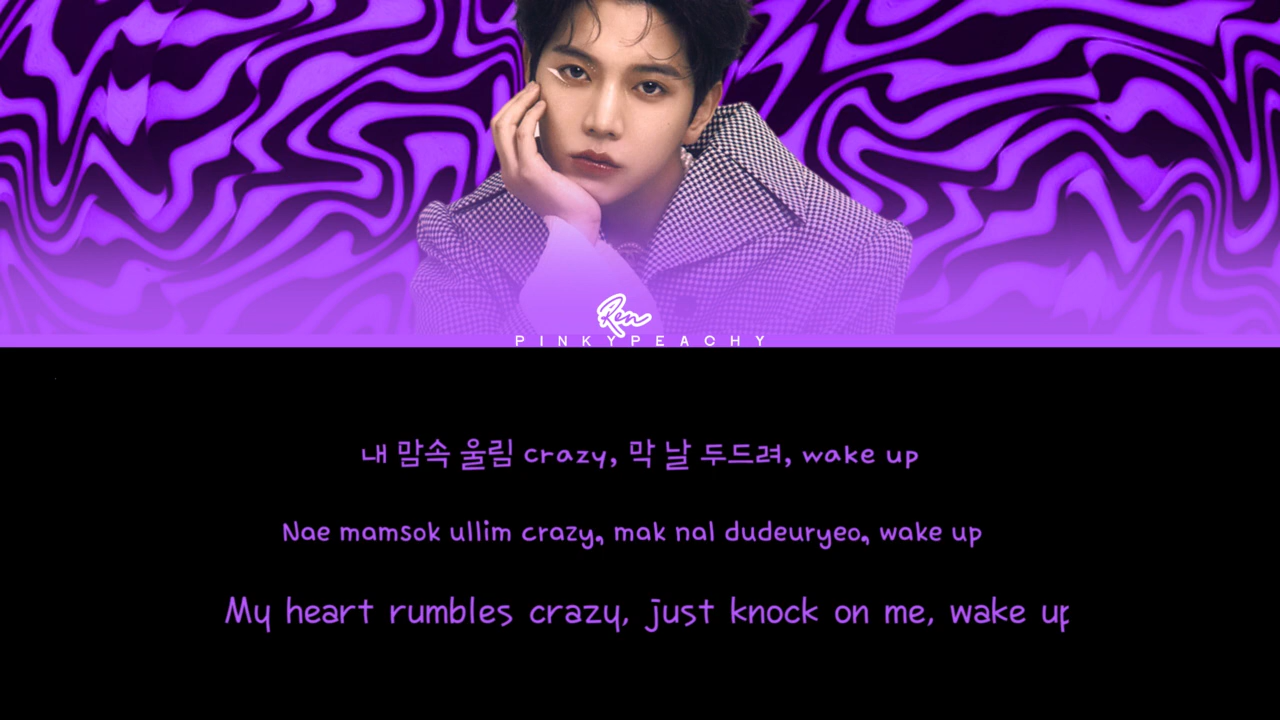 Ren
PINKYPEACHY
내 맘속 울림 crazy, 막 날 두드려, wake up
Nae mamsok ullim crazy, mak nal dudeuryeo, wake up
My heart rumbles crazy, just knock on me, wake up